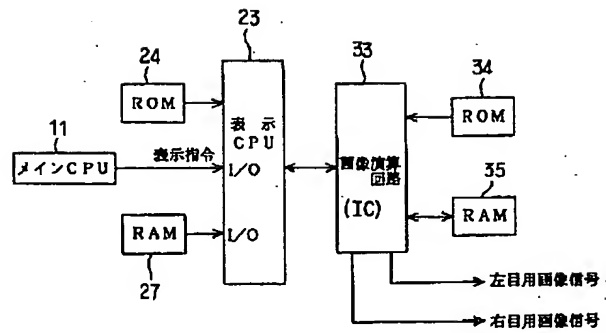 23
33
24
34
ROM
ROM
表示
CPU
11
メインCPU
表示指令
I/O
画像演算
回路
(IC)
35
RAM
RAM
I/O
27
左目用画像信号
右目用画像信号